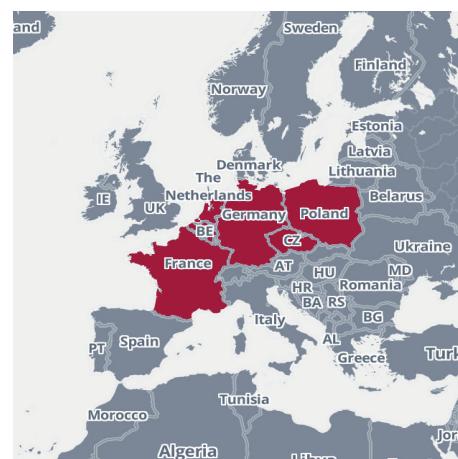 and
Sweden
Finland
Norway
Estonia
Latvia
Denmark
Lithuania
The
Netherlands
Belarus
IE
UK
Germany
Poland
BE
CZ
Ukraine
France
AT
HU
MD
HR
Romania
BA
RS
Italy
BG
PT
Spain
AL
Greece
Turk
Tunisia
Morocco
Jor
Algeria
Libya